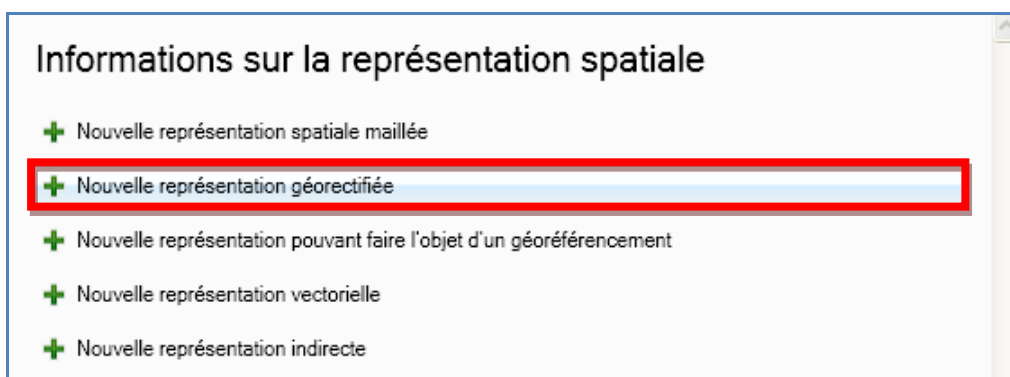 Informations sur la représentation spatiale
Nouvelle représentation spatiale maillée
Nouvelle représentation géorectifiée
Nouvelle représentation pouvant faire l'objet d'un géoréférencement
Nouvelle représentation vectorielle
Nouvelle représentation indirecte